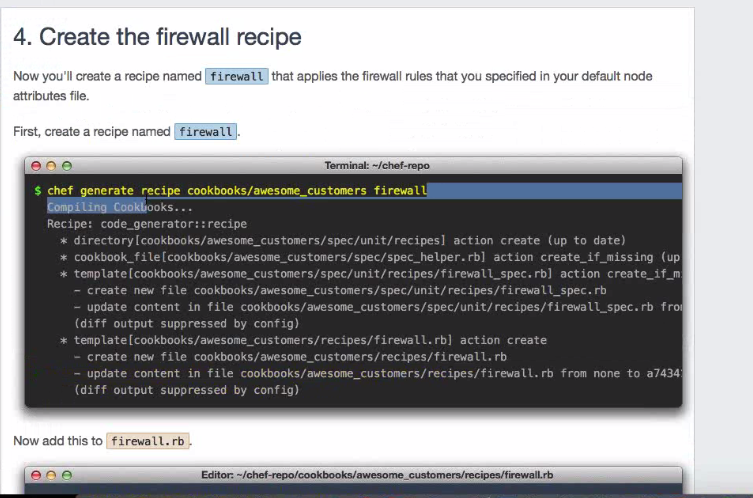 4. Create the firewall recipe
Now you'll create a recipe named firewall that applies the firewall rules that you specified in your default node
attributes file.
First, create a recipe named firewall.
Terminal: ~/chef-repo
$ chef generate recipe cookbooks/awesome_customers firewall
Compiling Cookbooks...
Recipe: code_generator::recipe
* directory[cookbooks/awesome_customers/spec/unit/recipes] action create (up to date)
* cookbook_file[cookbooks/awesome_customers/spec/spec_helper.rb] action create_if_missing (up
* template[cookbooks/awesome_customers/spec/unit/recipes/firewall_spec.rb] action create_if_mi
- create new file cookbooks/awesome_customers/spec/unit/recipes/firewall_spec.rb
- update content in file cookbooks/awesome_customers/spec/unit/recipes/firewall_spec.rb from
(diff output suppressed by config)
* template[cookbooks/awesome_customers/recipes/firewall.rb] action create
- create new file cookbooks/awesome_customers/recipes/firewall.rb
- update content in file cookbooks/awesome_customers/recipes/firewall.rb from none to a7434
(diff output suppressed by config)
Now add this to firewall.rb.
Editor: ~/chef-repo/cookbooks/awesome_customers/recipes/firewall.rb